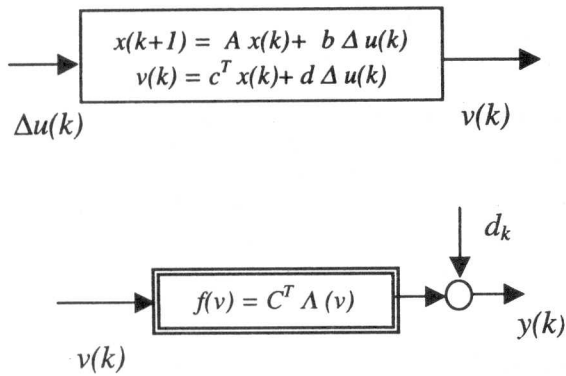 x(k+1) = A x(k)+ b Δ u(k)
v(k) = c^T x(k)+ d Δ u(k)
Δu(k)
v(k)
d_k
f(v) = C^T Λ (v)
y(k)
v(k)